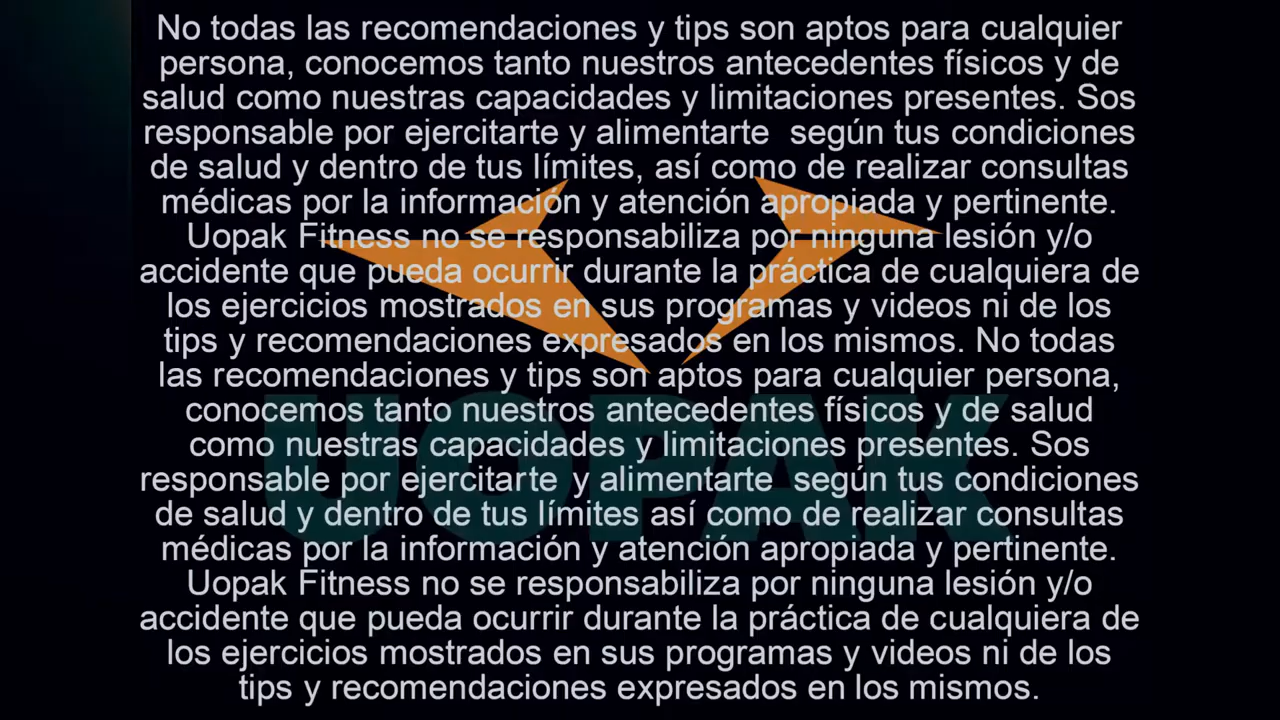 No todas las recomendaciones y tips son aptos para cualquier
persona, conocemos tanto nuestros antecedentes físicos y de
salud como nuestras capacidades y limitaciones presentes. Sos
responsable por ejercitarte y alimentarte  según tus condiciones
de salud y dentro de tus límites, así como de realizar consultas
médicas por la información y atención apropiada y pertinente.
Uopak Fitness no se responsabiliza por ninguna lesión y/o
accidente que pueda ocurrir durante la práctica de cualquiera de
los ejercicios mostrados en sus programas y videos ni de los
tips y recomendaciones expresados en los mismos. No todas
las recomendaciones y tips son aptos para cualquier persona,
conocemos tanto nuestros antecedentes físicos y de salud
como nuestras capacidades y limitaciones presentes. Sos
responsable por ejercitarte y alimentarte  según tus condiciones
de salud y dentro de tus límites así como de realizar consultas
médicas por la información y atención apropiada y pertinente.
Uopak Fitness no se responsabiliza por ninguna lesión y/o
accidente que pueda ocurrir durante la práctica de cualquiera de
los ejercicios mostrados en sus programas y videos ni de los
tips y recomendaciones expresados en los mismos.
UOPAK